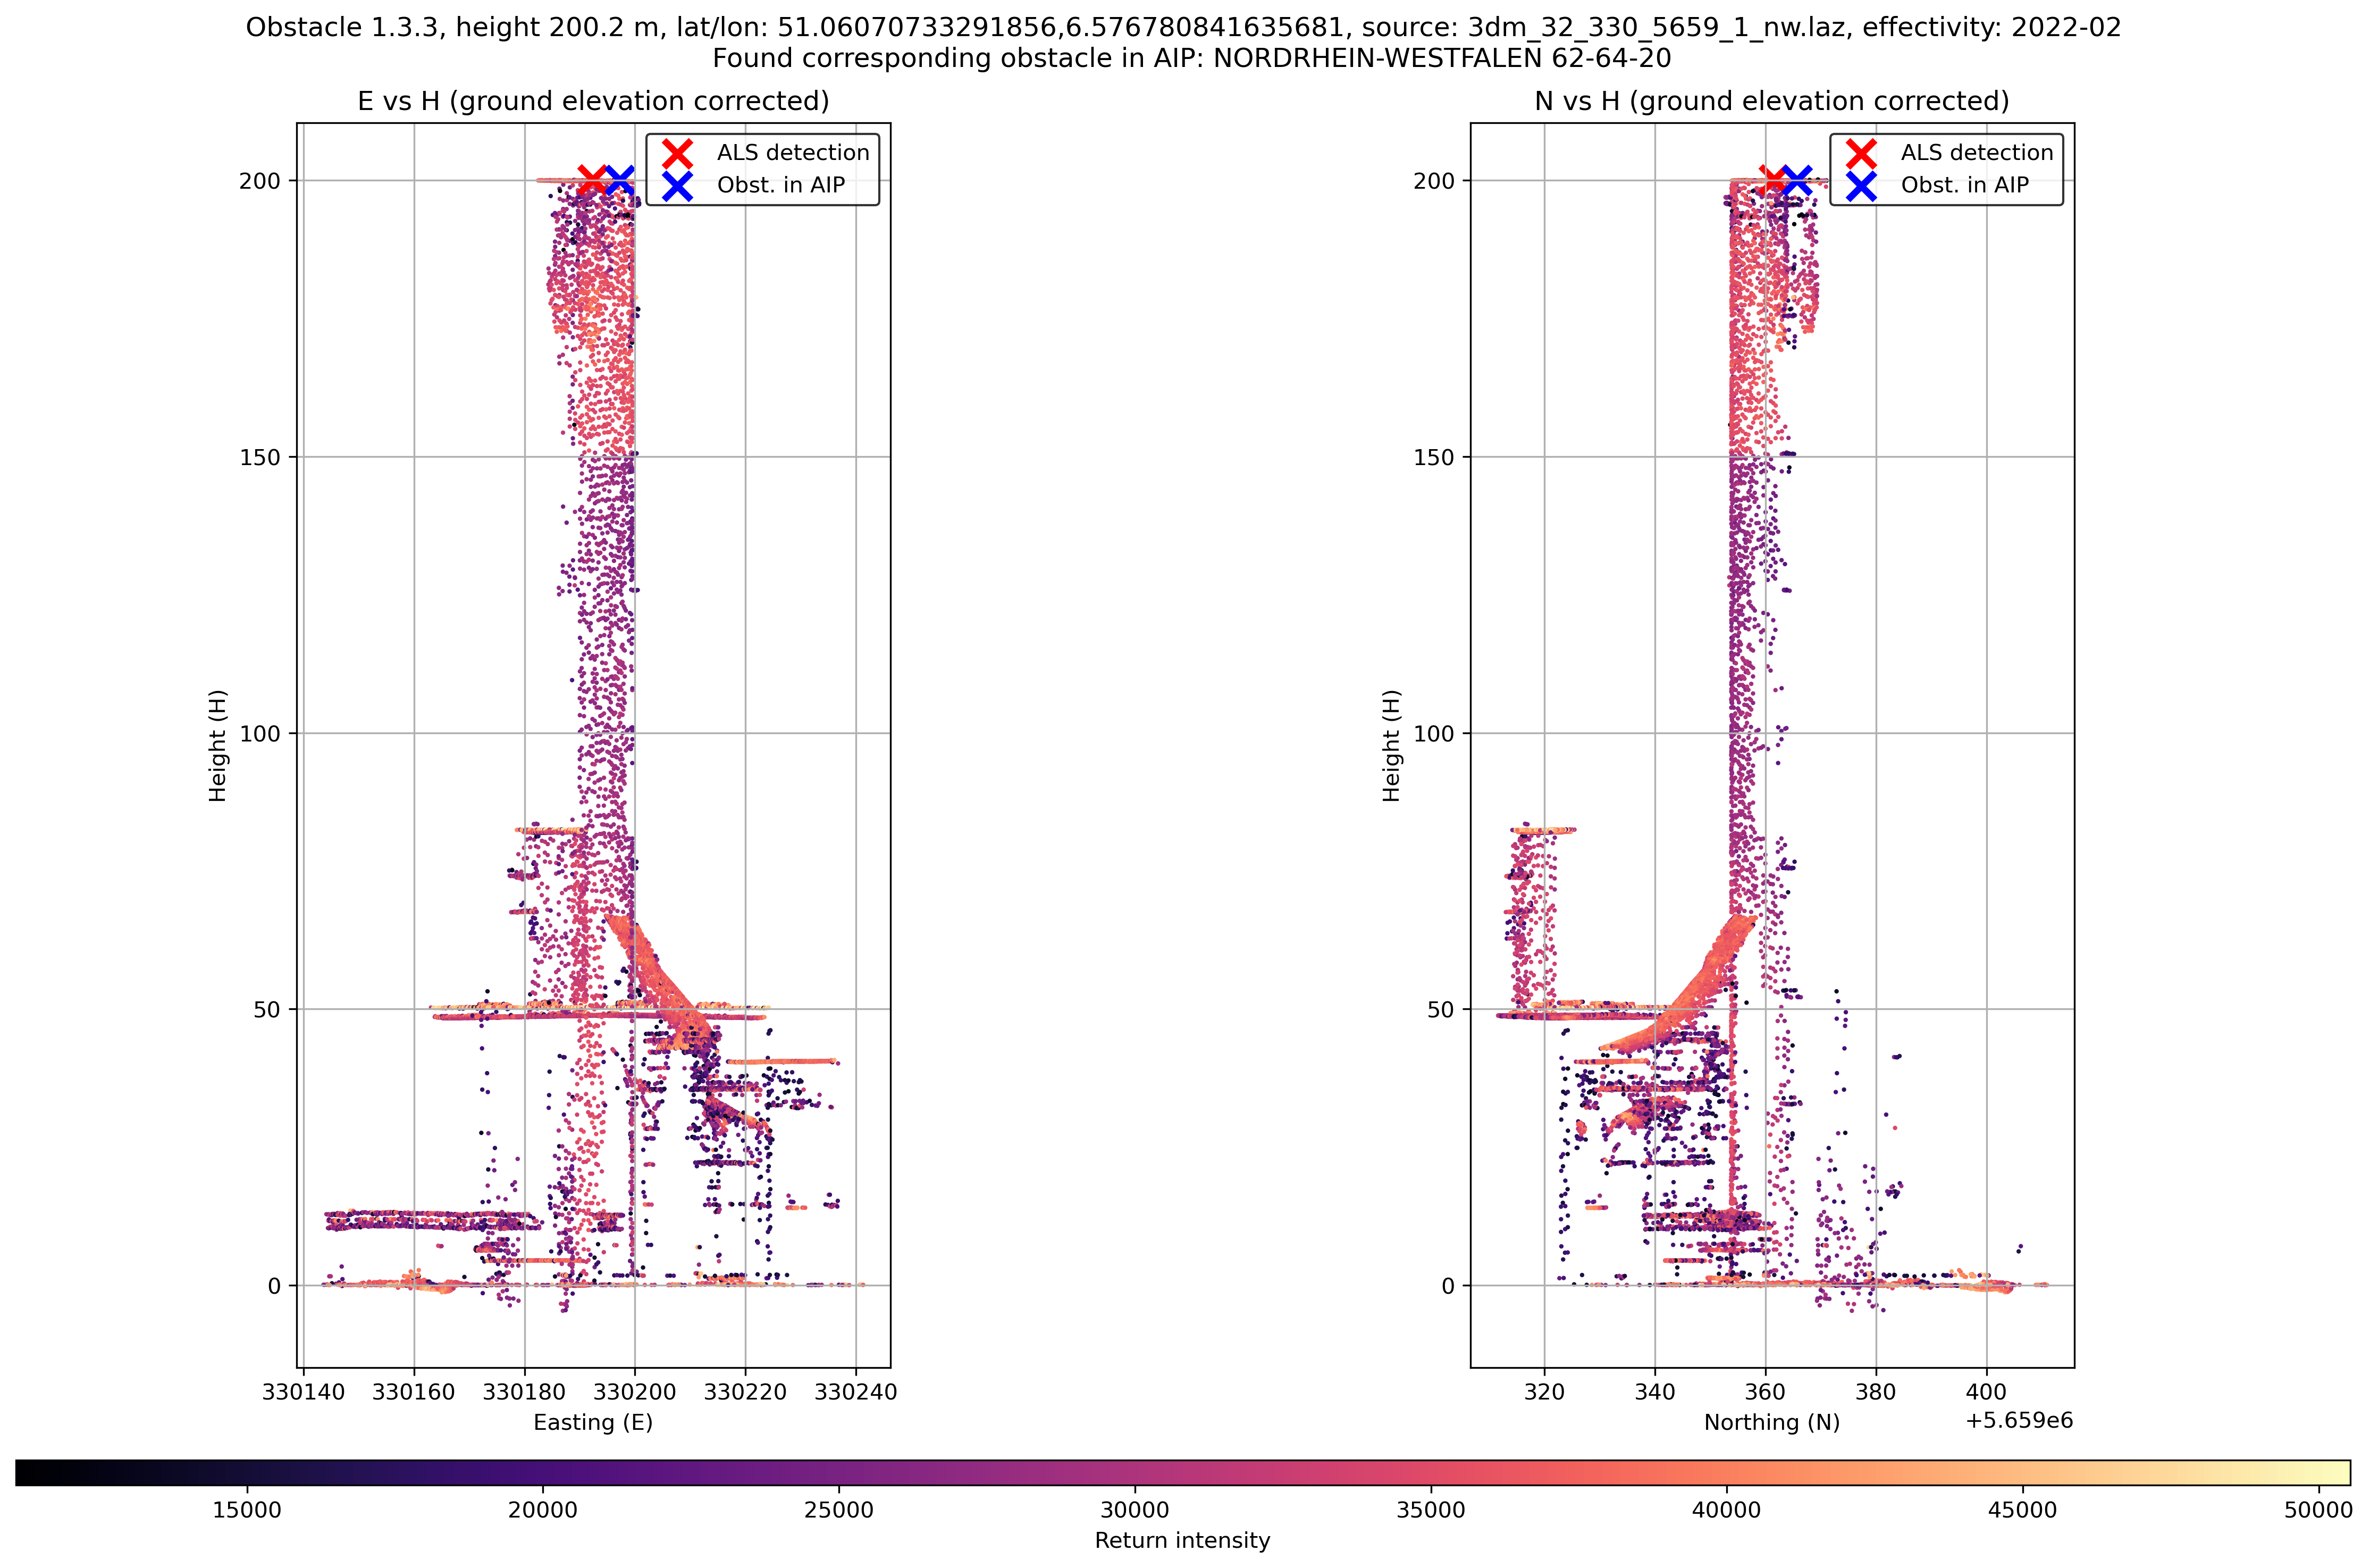 Obstacle 1.3.3, height 200.2 m, lat/lon: 51.06070733291856,6.576780841635681, source: 3dm_32_330_5659_1_nw.laz, effectivity: 2022-02
Found corresponding obstacle in AIP: NORDRHEIN-WESTFALEN 62-64-20
E vs H (ground elevation corrected)
ALS detection
Obst. in AIP
200
150
100
50
0
Height (H)
330140 330160 330180 330200 330220 330240
Easting (E)
N vs H (ground elevation corrected)
ALS detection
Obst. in AIP
200
150
100
50
0
Height (H)
320 340 360 380 400
+5.659e6
Northing (N)
15000 20000 25000 30000 35000 40000 45000 50000
Return intensity